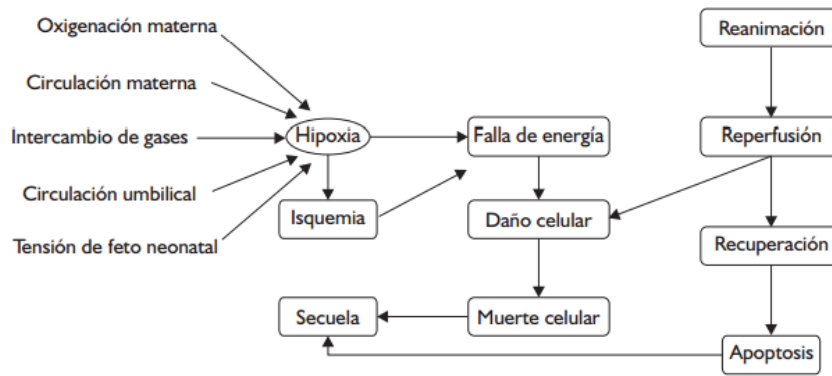 Oxigenación materna
Circulación materna
Intercambio de gases
Circulación umbilical
Tensión de feto neonatal
Hipoxia
Isquemia
Falla de energía
Daño celular
Muerte celular
Secuela
Reanimación
Reperfusión
Recuperación
Apoptosis